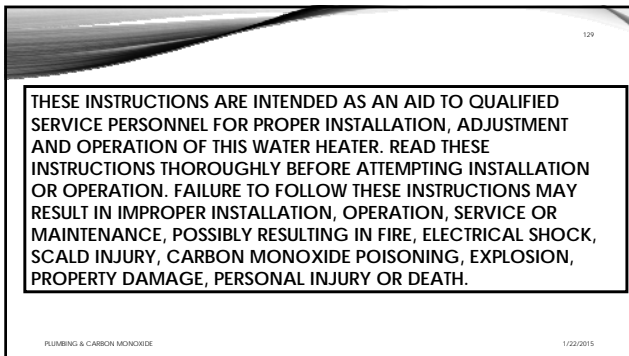 129
THESE INSTRUCTIONS ARE INTENDED AS AN AID TO QUALIFIED
SERVICE PERSONNEL FOR PROPER INSTALLATION, ADJUSTMENT
AND OPERATION OF THIS WATER HEATER. READ THESE
INSTRUCTIONS THOROUGHLY BEFORE ATTEMPTING INSTALLATION
OR OPERATION. FAILURE TO FOLLOW THESE INSTRUCTIONS MAY
RESULT IN IMPROPER INSTALLATION, OPERATION, SERVICE OR
MAINTENANCE, POSSIBLY RESULTING IN FIRE, ELECTRICAL SHOCK,
SCALD INJURY, CARBON MONOXIDE POISONING, EXPLOSION,
PROPERTY DAMAGE, PERSONAL INJURY OR DEATH.
PLUMBING & CARBON MONOXIDE 1/22/2015